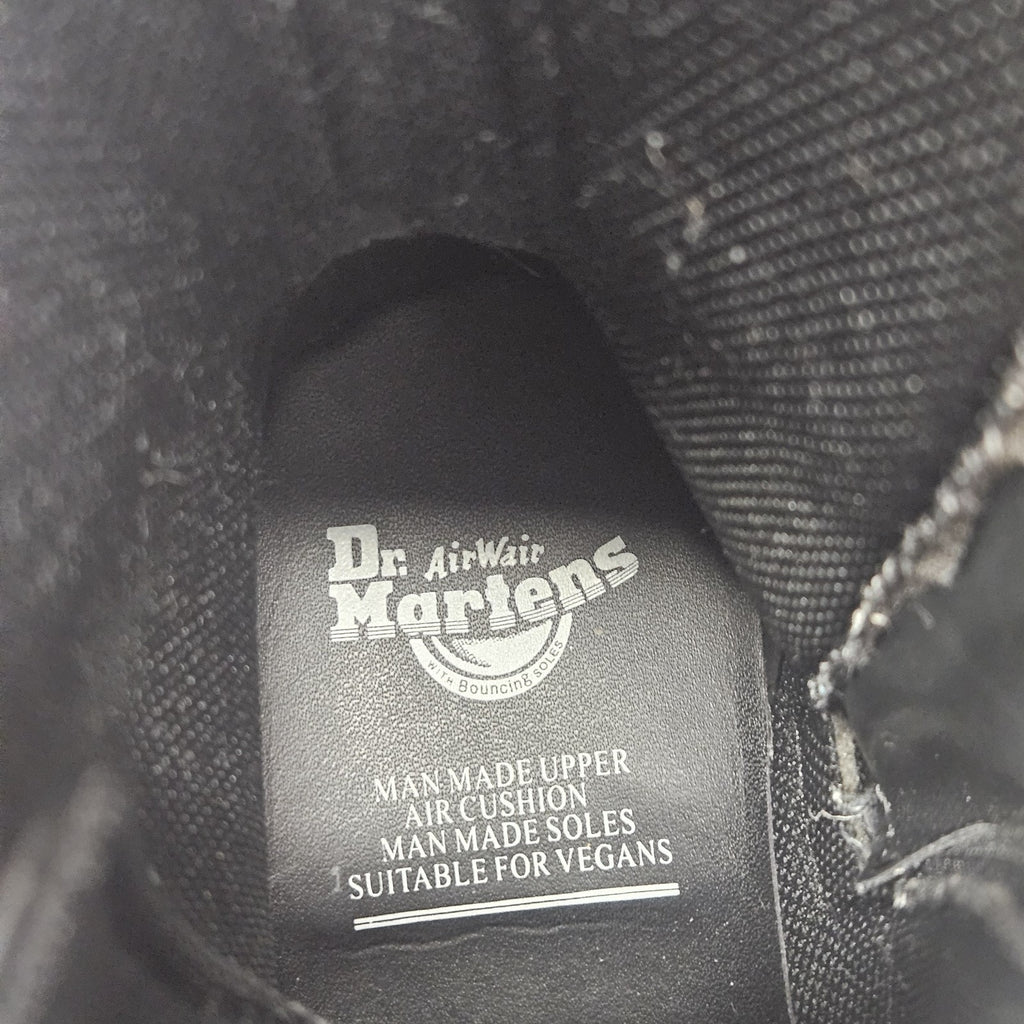 Dr. AirWair
Martens
WITH Bouncing SOLES
MAN MADE UPPER
AIR CUSHION
MAN MADE SOLES
SUITABLE FOR VEGANS